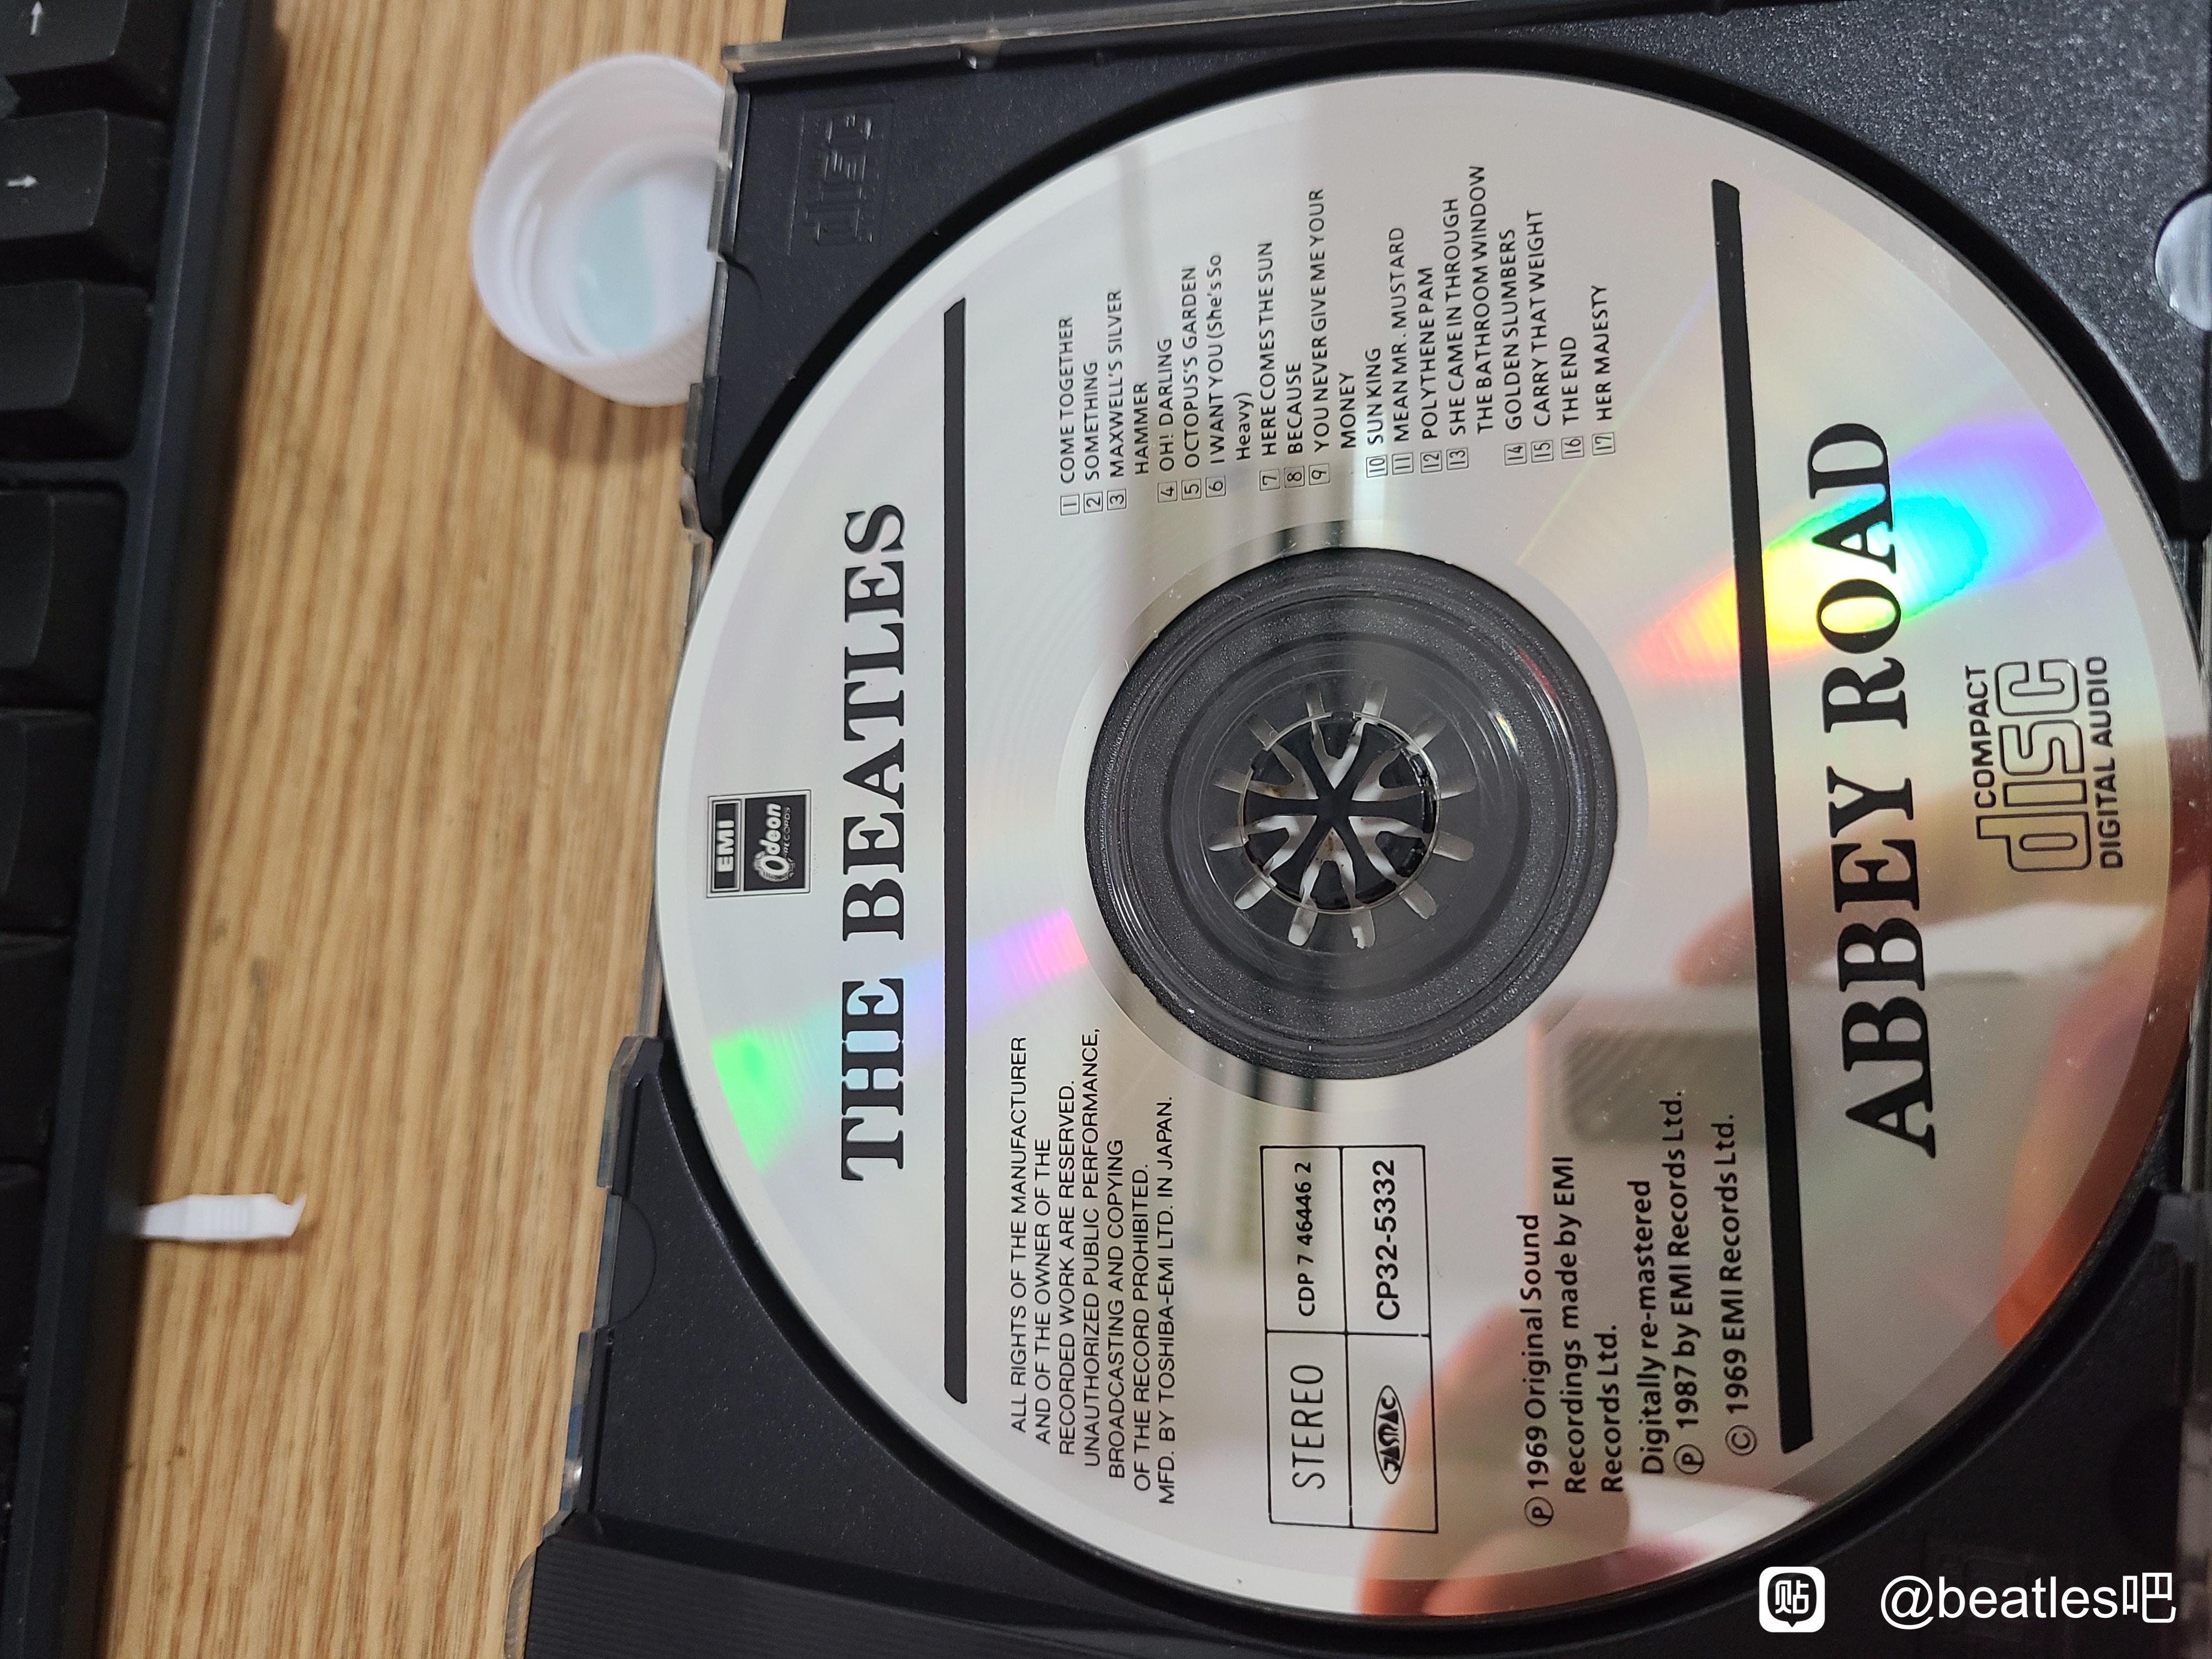 EMI
Odeon
RECORDS
THE BEATLES
ALL RIGHTS OF THE MANUFACTURER
AND OF THE OWNER OF THE
RECORDED WORK ARE RESERVED.
UNAUTHORIZED PUBLIC PERFORMANCE,
BROADCASTING AND COPYING
OF THE RECORD PROHIBITED.
MFD. BY TOSHIBA-EMI LTD. IN JAPAN.
STEREO
CDP 7 46446 2
JASRAC
CP32-5332
Ⓟ 1969 Original Sound
Recordings made by EMI
Records Ltd.
Digitally re-mastered
Ⓟ 1987 by EMI Records Ltd.
© 1969 EMI Records Ltd.
1 COME TOGETHER
2 SOMETHING
3 MAXWELL'S SILVER
HAMMER
4 OH! DARLING
5 OCTOPUS'S GARDEN
6 I WANT YOU (She's So
Heavy)
7 HERE COMES THE SUN
8 BECAUSE
9 YOU NEVER GIVE ME YOUR
MONEY
10 SUN KING
11 MEAN MR. MUSTARD
12 POLYTHENE PAM
13 SHE CAME IN THROUGH
THE BATHROOM WINDOW
14 GOLDEN SLUMBERS
15 CARRY THAT WEIGHT
16 THE END
17 HER MAJESTY
ABBEY ROAD
COMPACT
disc
DIGITAL AUDIO
贴 @beatles吧